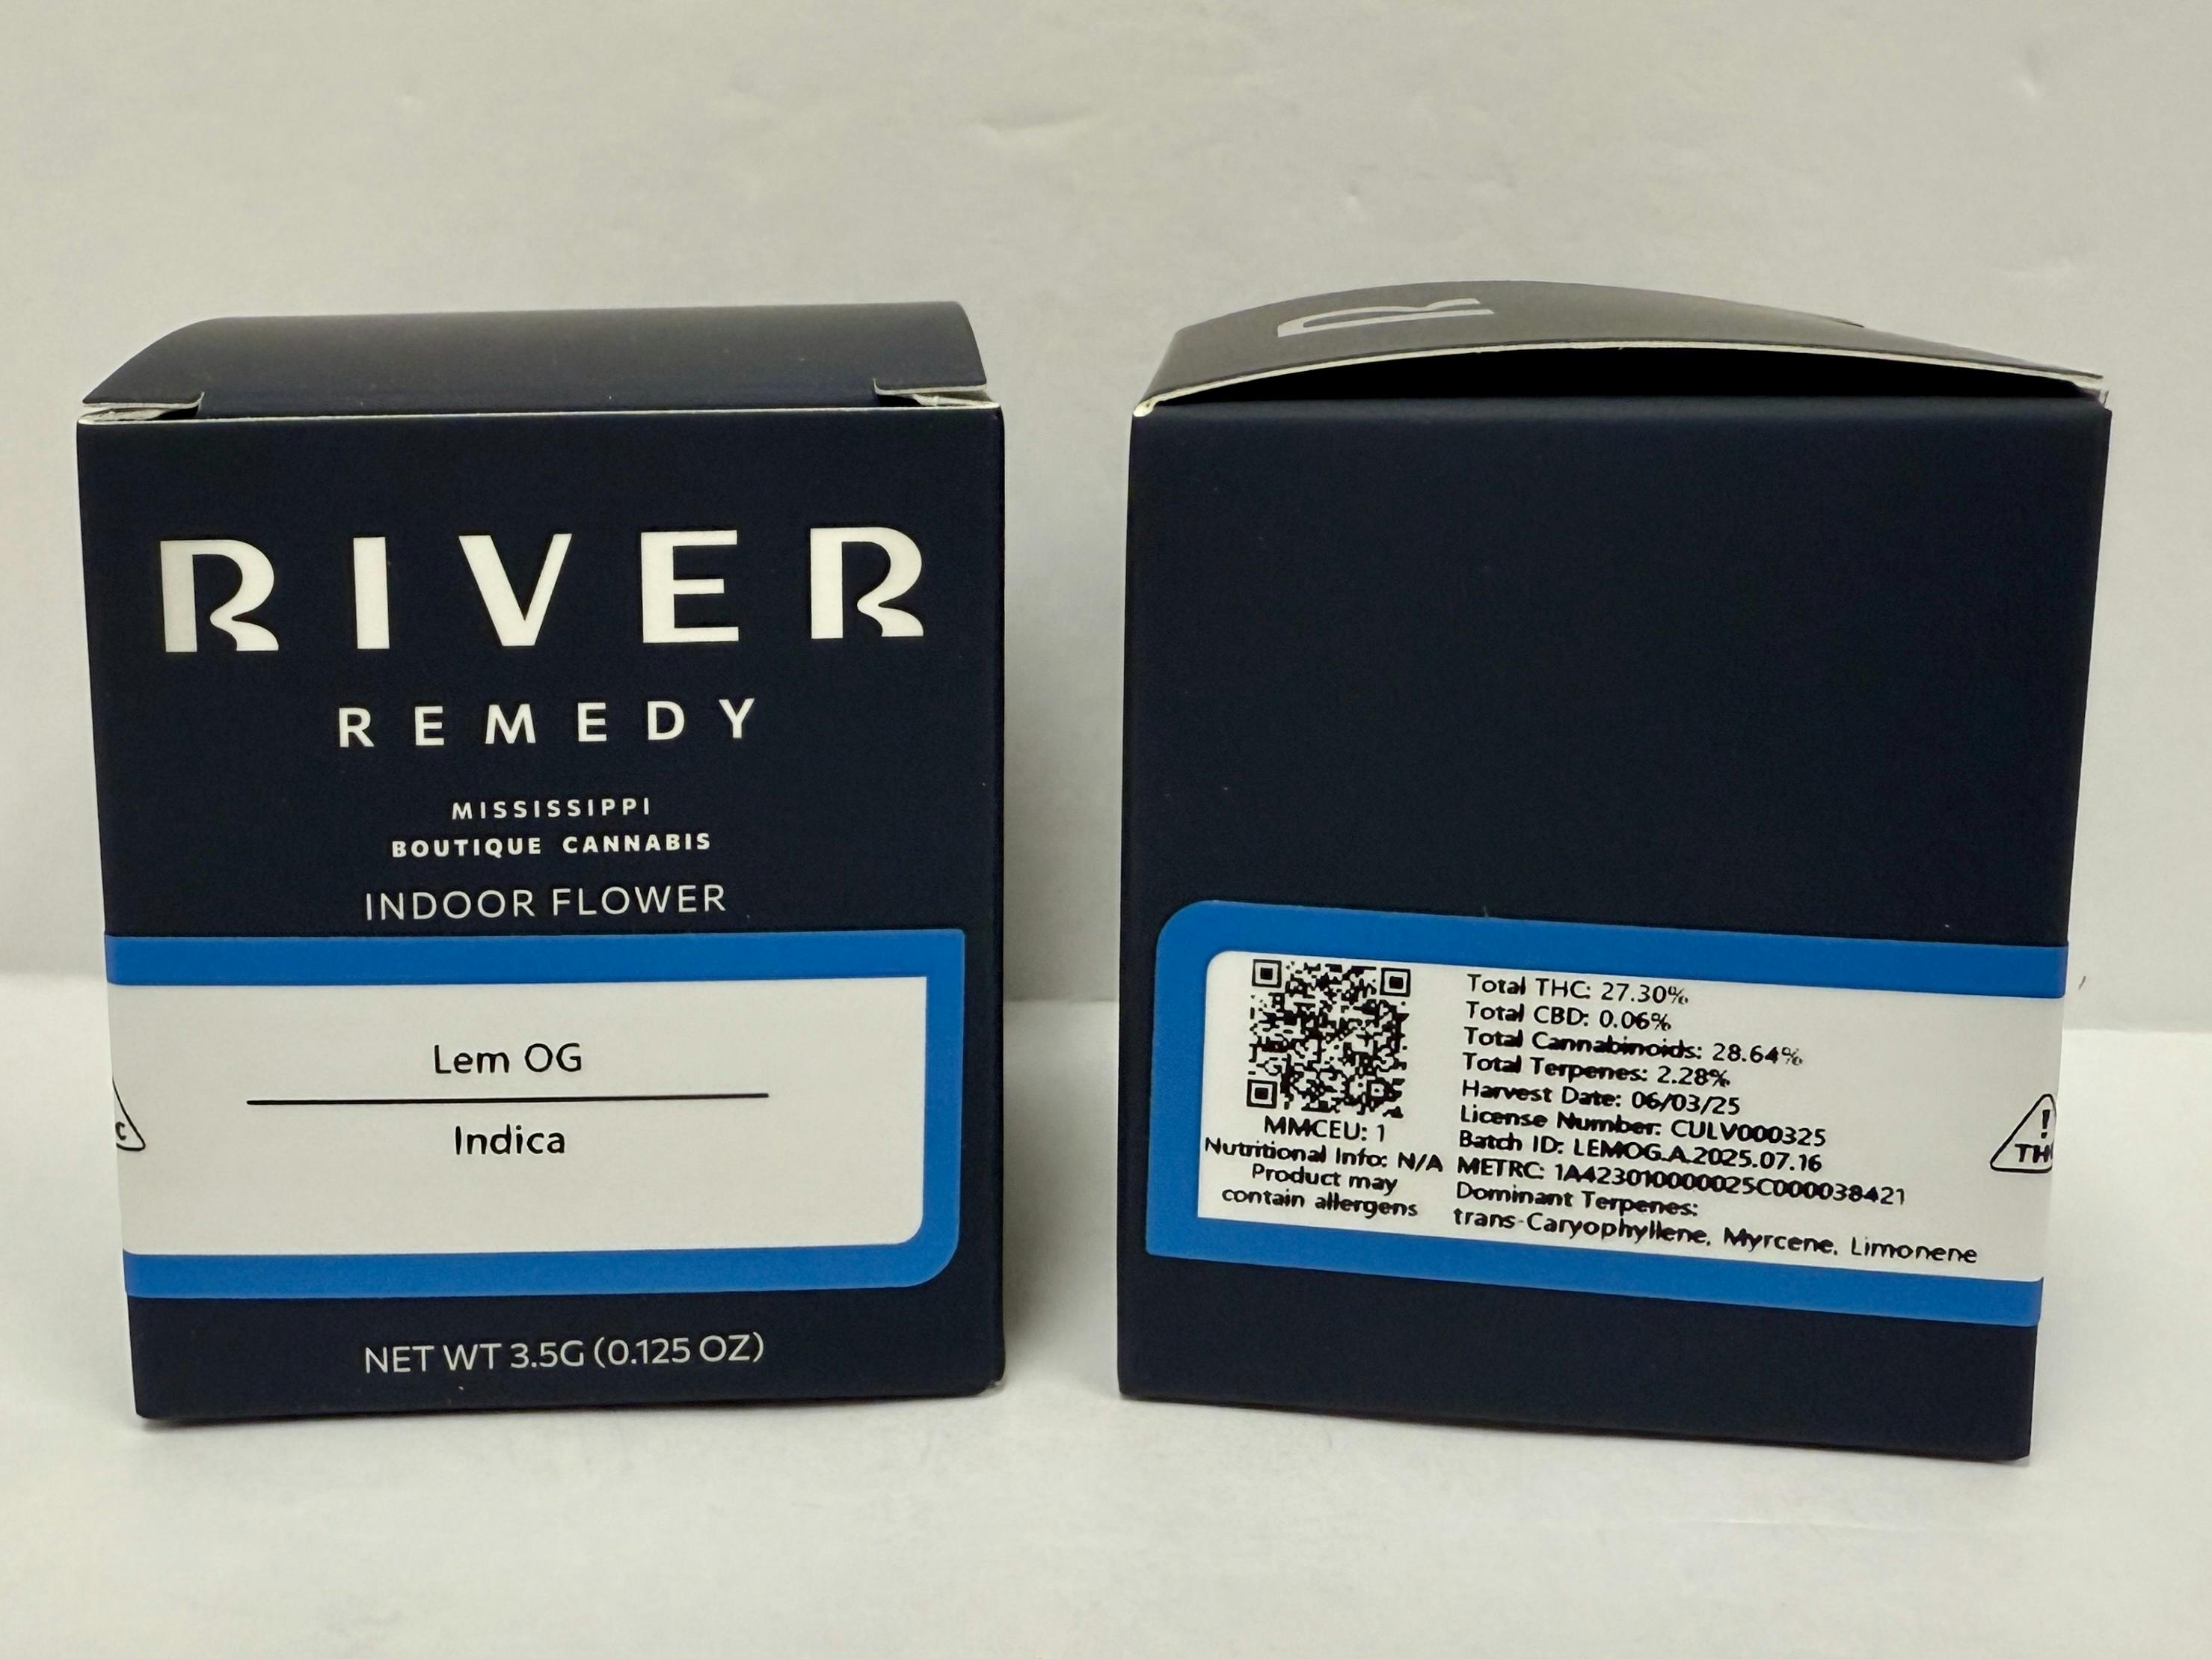 RIVER
REMEDY
MISSISSIPPI
BOUTIQUE CANNABIS
INDOOR FLOWER
Lem OG
Indica
NET WT 3.5G (0.125 OZ)
R
MMCEU: 1
Nutritional Info: N/A
Product may
contain allergens
Total THC: 27.30%
Total CBD: 0.06%
Total Cannabinoids: 28.64%
Total Terpenes: 2.28%
Harvest Date: 06/03/25
License Number: CULV000325
Batch ID: LEMOG.A.2025.07.16
METRC: 1A423010000025C000038421
Dominant Terpenes:
trans-Caryophyllene, Myrcene, Limonene
!